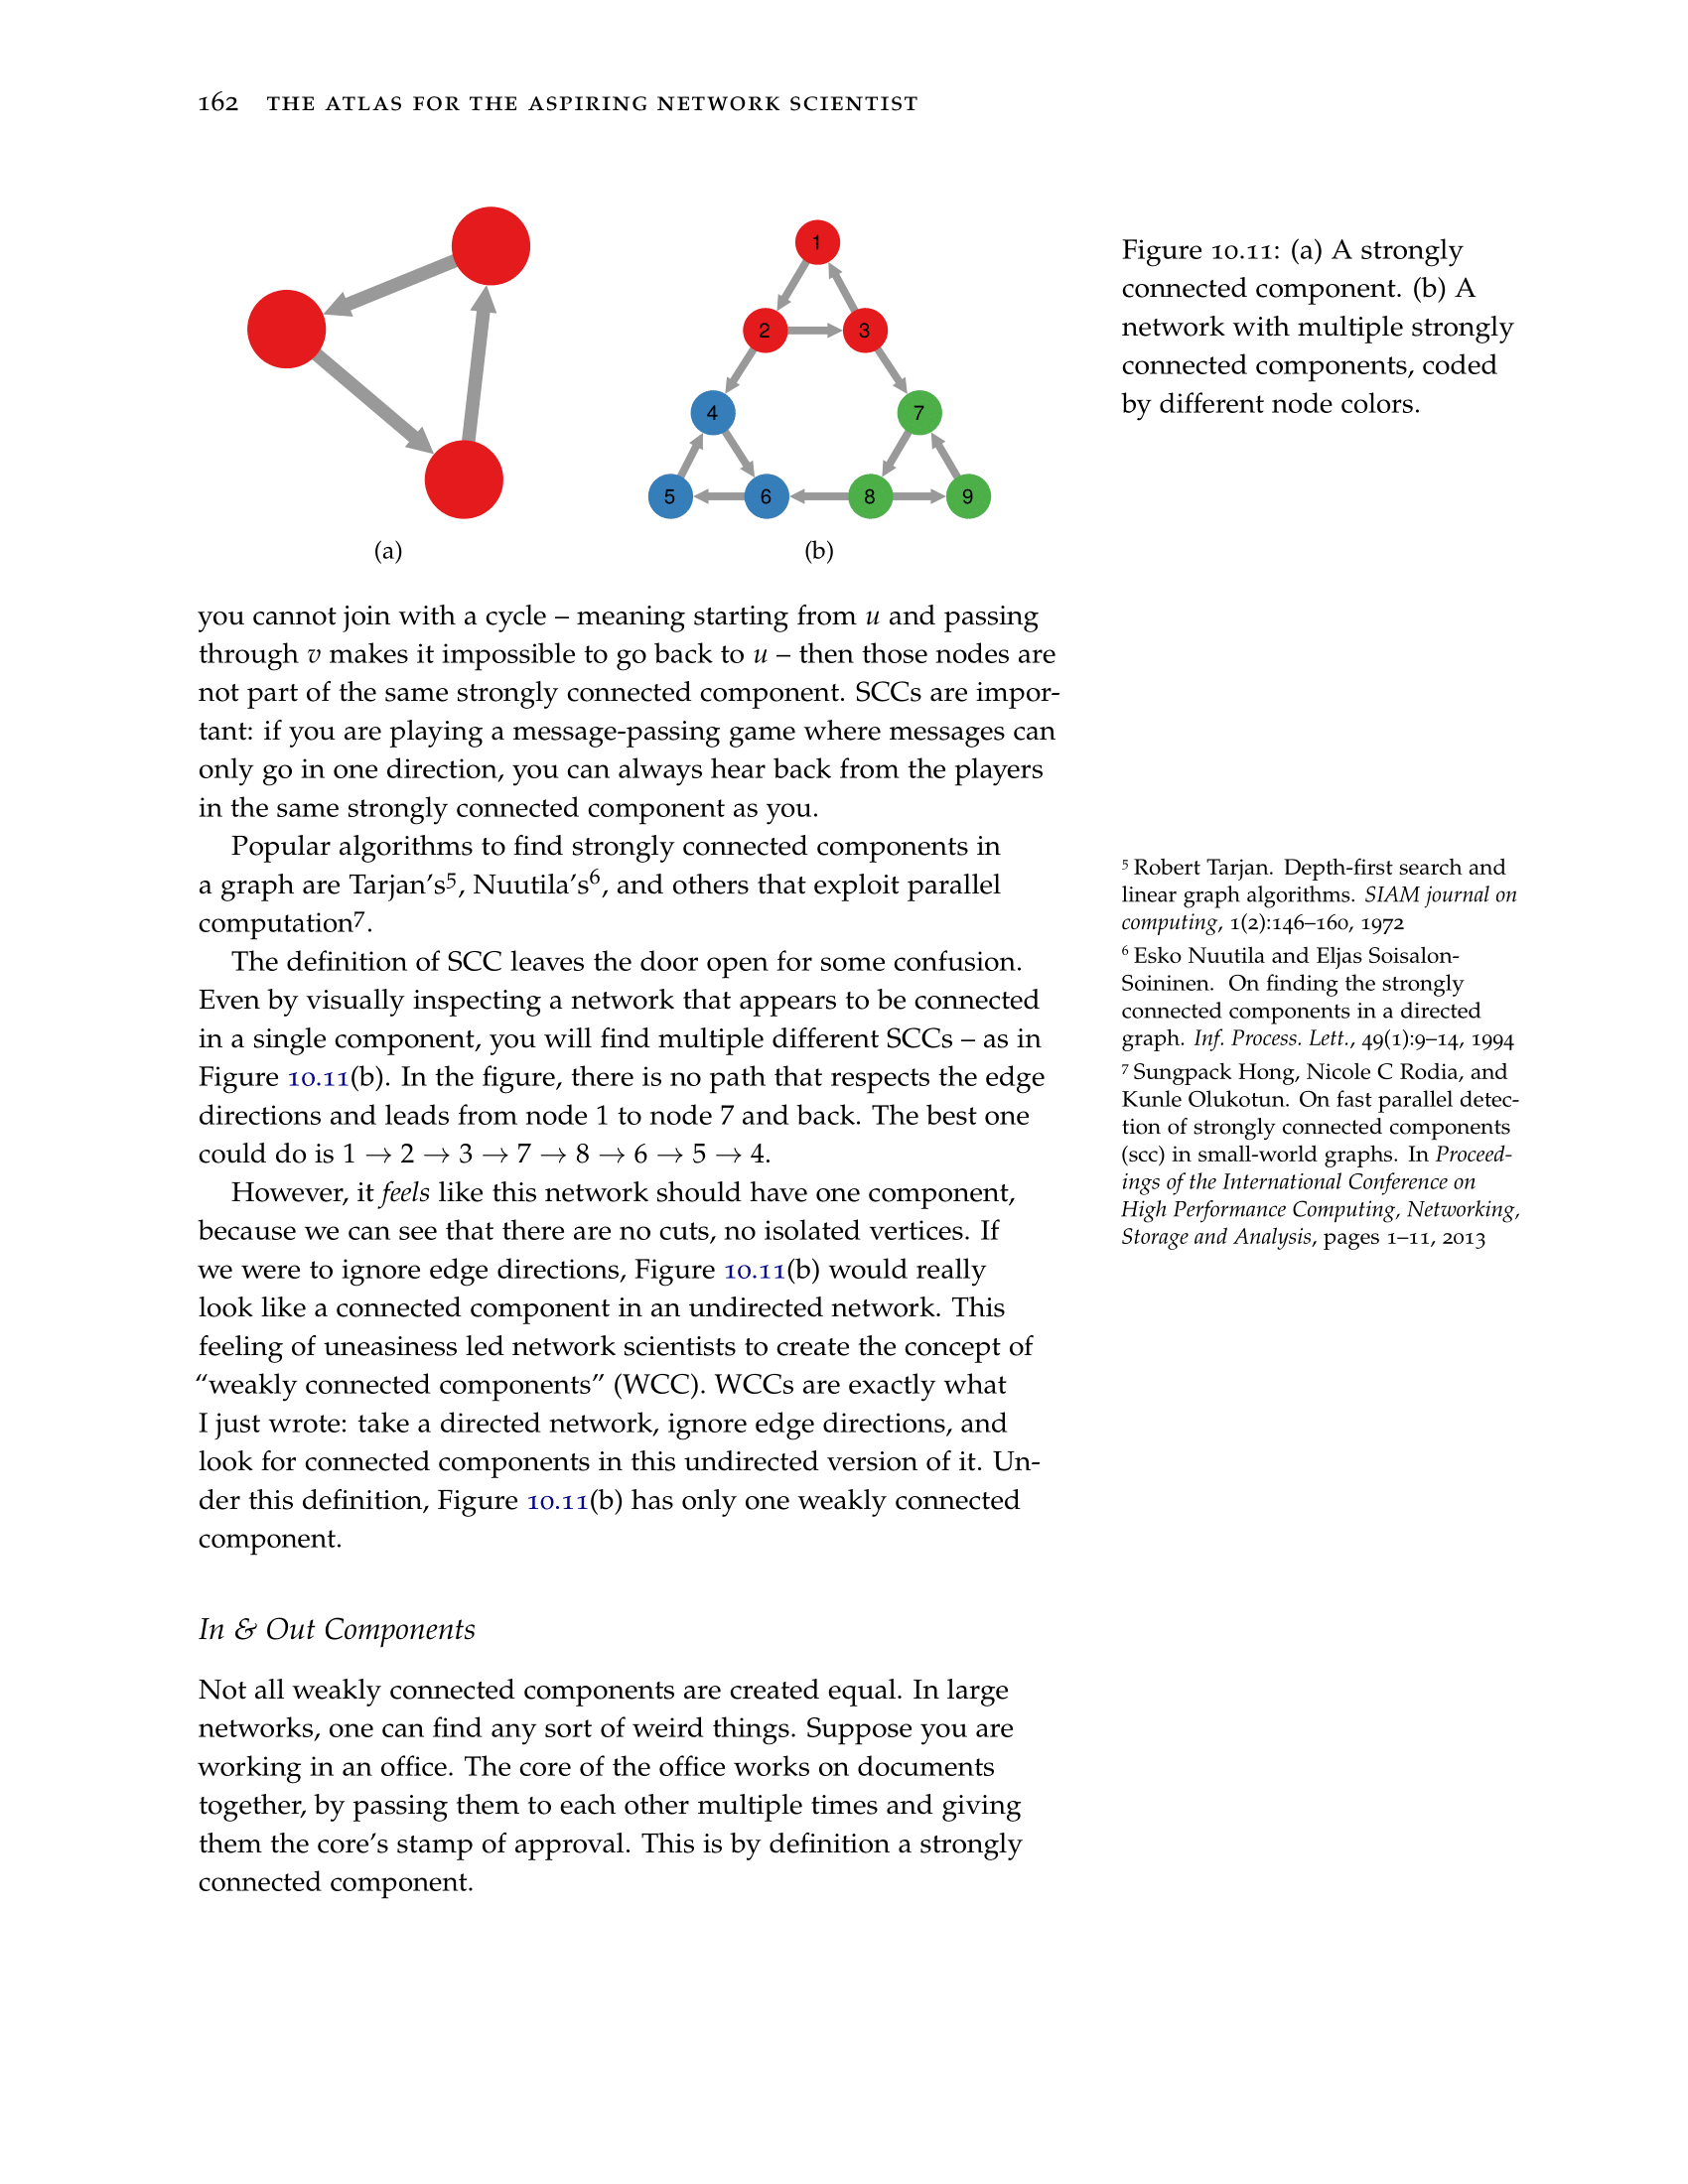 162 THE ATLAS FOR THE ASPIRING NETWORK SCIENTIST
1
2
3
4
7
5
6
8
9
(a)
(b)
Figure 10.11: (a) A strongly
connected component. (b) A
network with multiple strongly
connected components, coded
by different node colors.
you cannot join with a cycle – meaning starting from u and passing
through v makes it impossible to go back to u – then those nodes are
not part of the same strongly connected component. SCCs are impor-
tant: if you are playing a message-passing game where messages can
only go in one direction, you can always hear back from the players
in the same strongly connected component as you.
Popular algorithms to find strongly connected components in
a graph are Tarjan's⁵, Nuutila's⁶, and others that exploit parallel
computation⁷.
The definition of SCC leaves the door open for some confusion.
Even by visually inspecting a network that appears to be connected
in a single component, you will find multiple different SCCs – as in
Figure 10.11(b). In the figure, there is no path that respects the edge
directions and leads from node 1 to node 7 and back. The best one
could do is 1 → 2 → 3 → 7 → 8 → 6 → 5 → 4.
However, it feels like this network should have one component,
because we can see that there are no cuts, no isolated vertices. If
we were to ignore edge directions, Figure 10.11(b) would really
look like a connected component in an undirected network. This
feeling of uneasiness led network scientists to create the concept of
“weakly connected components” (WCC). WCCs are exactly what
I just wrote: take a directed network, ignore edge directions, and
look for connected components in this undirected version of it. Un-
der this definition, Figure 10.11(b) has only one weakly connected
component.
⁵ Robert Tarjan. Depth-first search and
linear graph algorithms. SIAM journal on
computing, 1(2):146–160, 1972
⁶ Esko Nuutila and Eljas Soisalon-
Soininen. On finding the strongly
connected components in a directed
graph. Inf. Process. Lett., 49(1):9–14, 1994
⁷ Sungpack Hong, Nicole C Rodia, and
Kunle Olukotun. On fast parallel detec-
tion of strongly connected components
(scc) in small-world graphs. In Proceed-
ings of the International Conference on
High Performance Computing, Networking,
Storage and Analysis, pages 1–11, 2013
In & Out Components
Not all weakly connected components are created equal. In large
networks, one can find any sort of weird things. Suppose you are
working in an office. The core of the office works on documents
together, by passing them to each other multiple times and giving
them the core's stamp of approval. This is by definition a strongly
connected component.